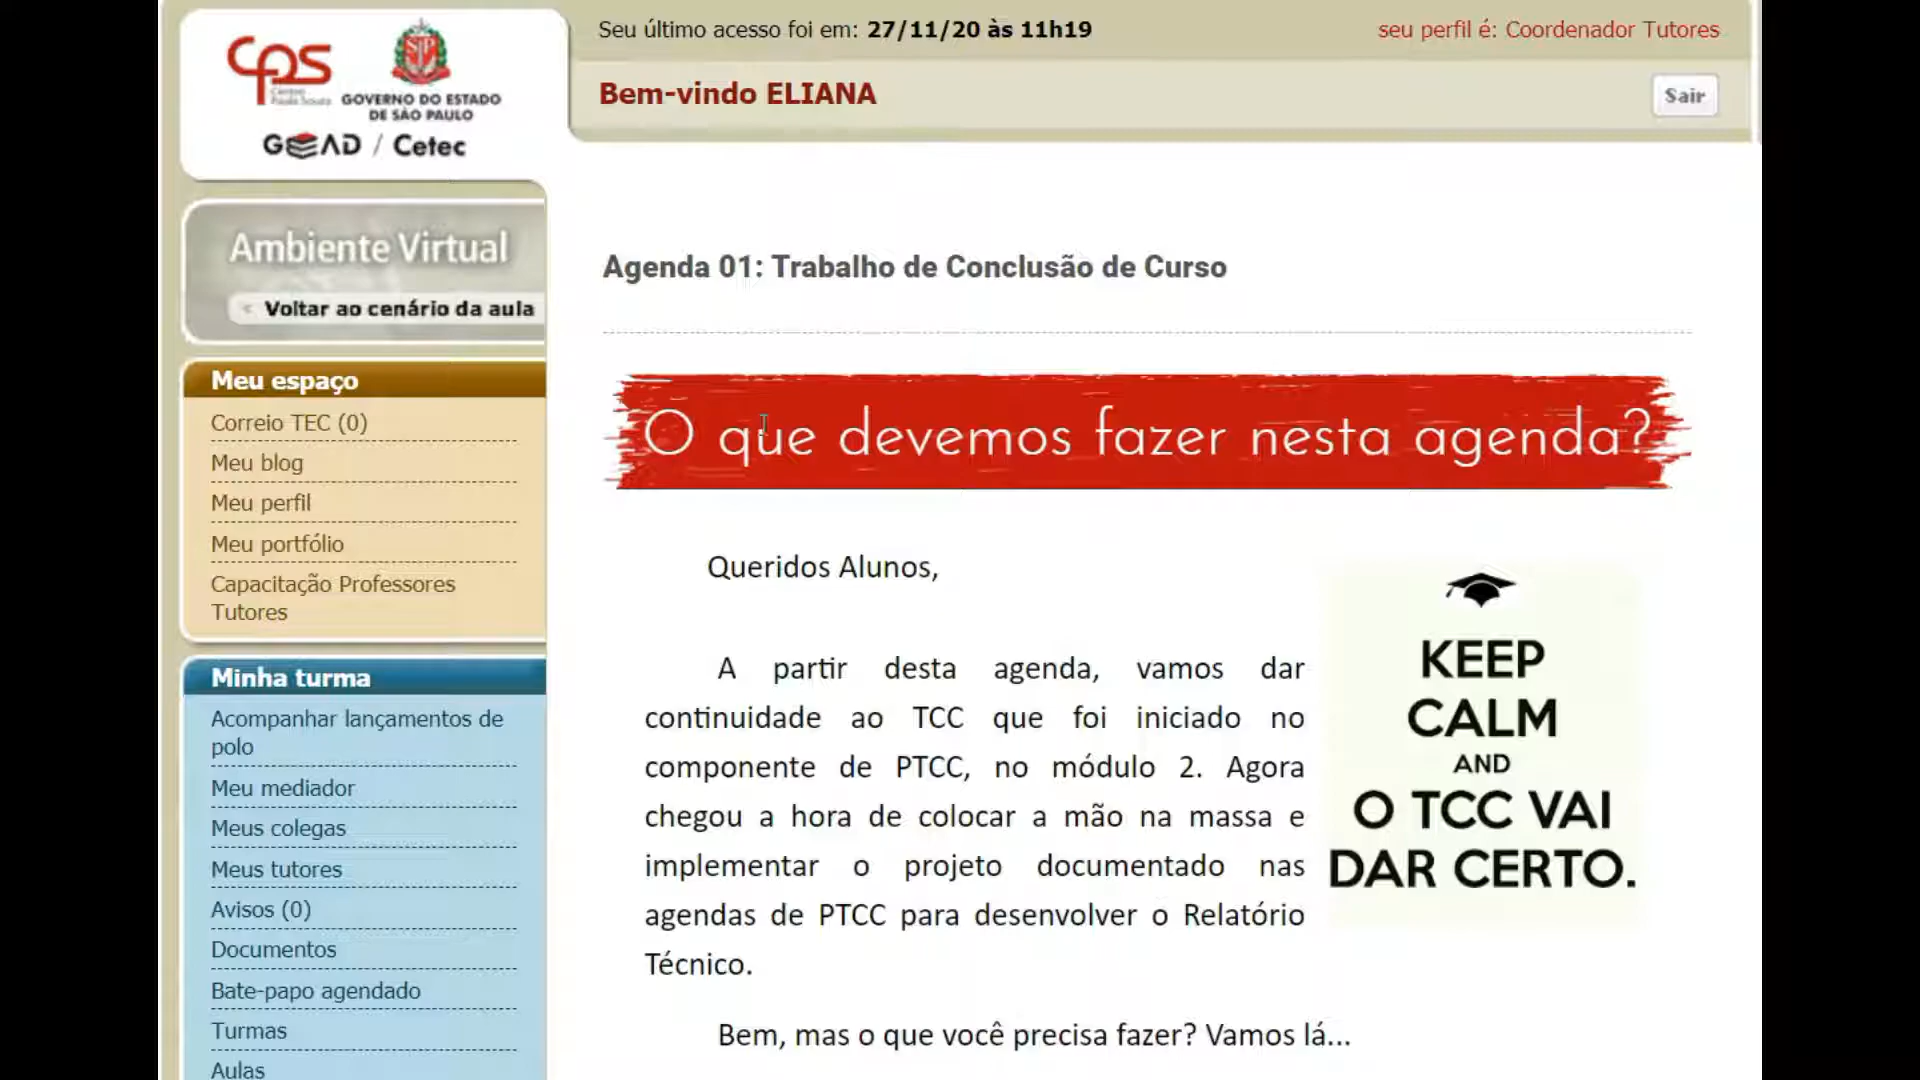 Seu último acesso foi em: 27/11/20 às 11h19
seu perfil é: Coordenador Tutores
Bem-vindo ELIANA
Sair
cps
Centro
Paula Souza
SP
GOVERNO DO ESTADO
DE SÃO PAULO
GEAD / Cetec
Ambiente Virtual
< Voltar ao cenário da aula
Meu espaço
Correio TEC (0)
Meu blog
Meu perfil
Meu portfólio
Capacitação Professores
Tutores
Minha turma
Acompanhar lançamentos de
polo
Meu mediador
Meus colegas
Meus tutores
Avisos (0)
Documentos
Bate-papo agendado
Turmas
Aulas
Agenda 01: Trabalho de Conclusão de Curso
O que devemos fazer nesta agenda?
Queridos Alunos,
A partir desta agenda, vamos dar
continuidade ao TCC que foi iniciado no
componente de PTCC, no módulo 2. Agora
chegou a hora de colocar a mão na massa e
implementar o projeto documentado nas
agendas de PTCC para desenvolver o Relatório
Técnico.
KEEP
CALM
AND
O TCC VAI
DAR CERTO.
Bem, mas o que você precisa fazer? Vamos lá...